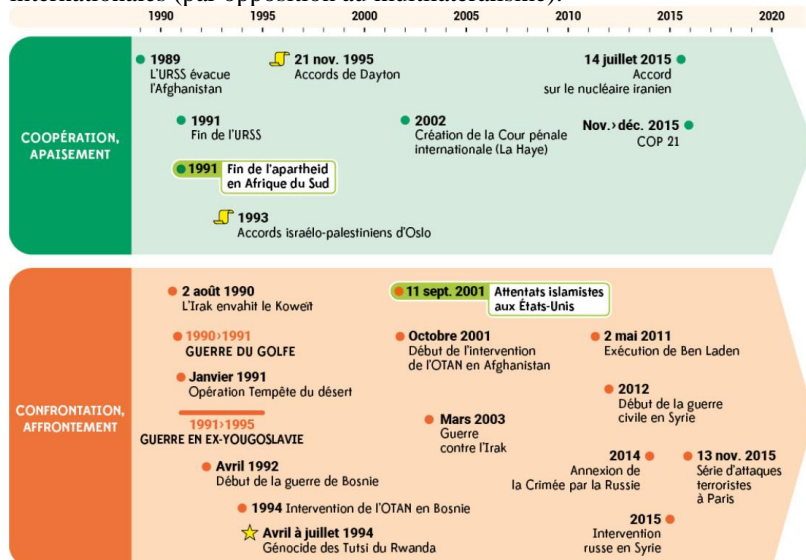 internationales (par opposition au multilatéralisme).
1990 1995 2000 2005 2010 2015 2020
COOPÉRATION,
APAISEMENT
1989
L'URSS évacue
l'Afghanistan
21 nov. 1995
Accords de Dayton
14 juillet 2015
Accord
sur le nucléaire iranien
1991
Fin de l'URSS
2002
Création de la Cour pénale
internationale (La Haye)
Nov.›déc. 2015
COP 21
1991 Fin de l'apartheid
en Afrique du Sud
1993
Accords israélo-palestiniens d'Oslo
CONFRONTATION,
AFFRONTEMENT
2 août 1990
L'Irak envahit le Koweït
11 sept. 2001 Attentats islamistes
aux États-Unis
1990›1991
GUERRE DU GOLFE
Octobre 2001
Début de l'intervention
de l'OTAN en Afghanistan
2 mai 2011
Exécution de Ben Laden
Janvier 1991
Opération Tempête du désert
2012
Début de la guerre
civile en Syrie
1991›1995
GUERRE EN EX-YOUGOSLAVIE
Mars 2003
Guerre
contre l'Irak
Avril 1992
Début de la guerre de Bosnie
2014
Annexion de
la Crimée par la Russie
13 nov. 2015
Série d'attaques
terroristes
à Paris
1994 Intervention de l'OTAN en Bosnie
Avril à juillet 1994
Génocide des Tutsi du Rwanda
2015
Intervention
russe en Syrie